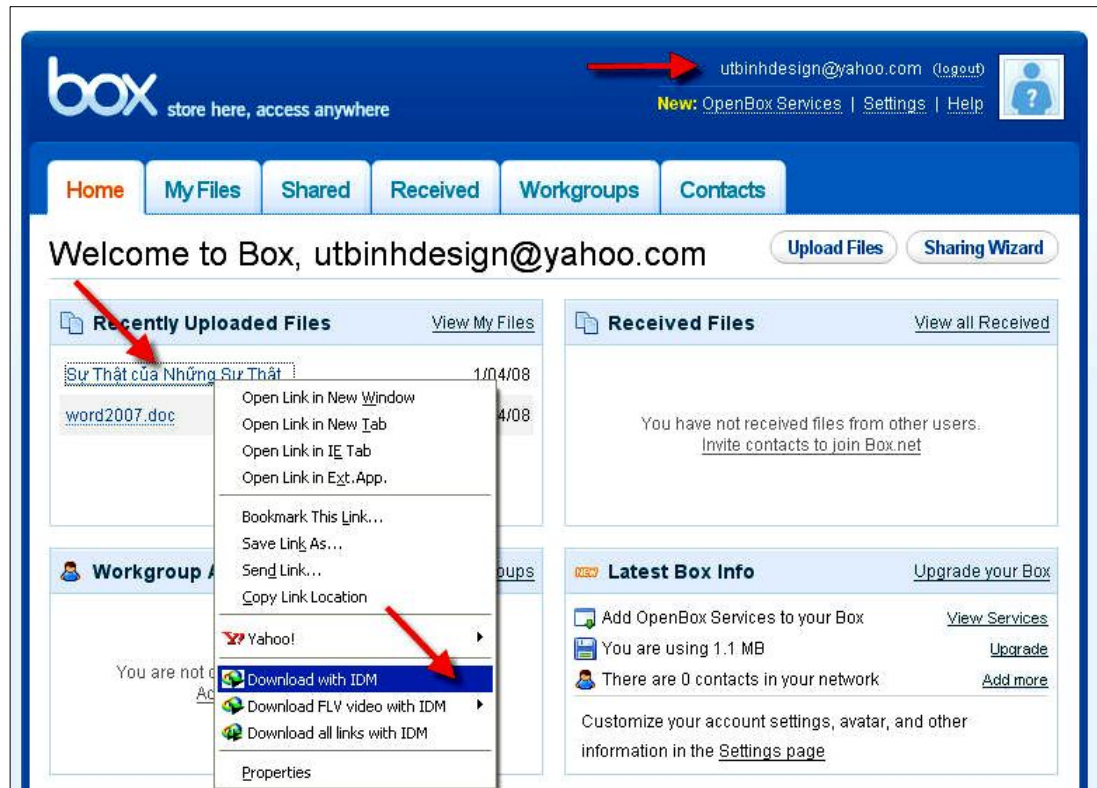 utbinhdesign@yahoo.com (logout)
box store here, access anywhere
New: OpenBox Services | Settings | Help
Home My Files Shared Received Workgroups Contacts
Welcome to Box, utbinhdesign@yahoo.com
Upload Files Sharing Wizard
Recently Uploaded Files View My Files
Sự Thật của Những Sự Thật 1/04/08
word2007.doc 4/08
Received Files View all Received
You have not received files from other users.
Invite contacts to join Box.net
Open Link in New Window
Open Link in New Tab
Open Link in IE Tab
Open Link in Ext.App.
Bookmark This Link...
Save Link As...
Send Link...
Copy Link Location
Yahoo!
Download with IDM
Download FLV video with IDM
Download all links with IDM
Properties
Workgroup
You are not
Latest Box Info Upgrade your Box
Add OpenBox Services to your Box View Services
You are using 1.1 MB Upgrade
There are 0 contacts in your network Add more
Customize your account settings, avatar, and other
information in the Settings page